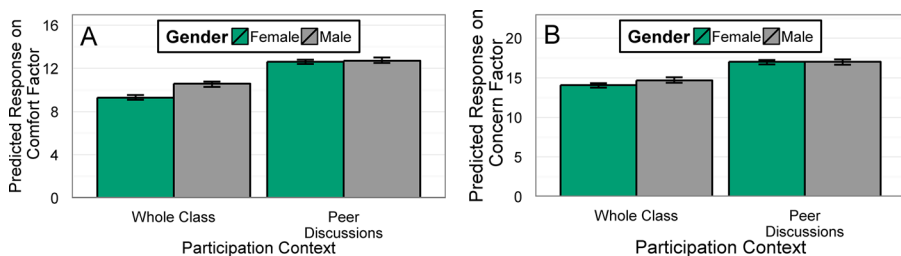 A
Gender Female Male
Predicted Response on
Comfort Factor
16
12
8
4
0
Whole Class
Peer
Discussions
Participation Context
B
Gender Female Male
Predicted Response on
Concern Factor
20
15
10
5
0
Whole Class
Peer
Discussions
Participation Context